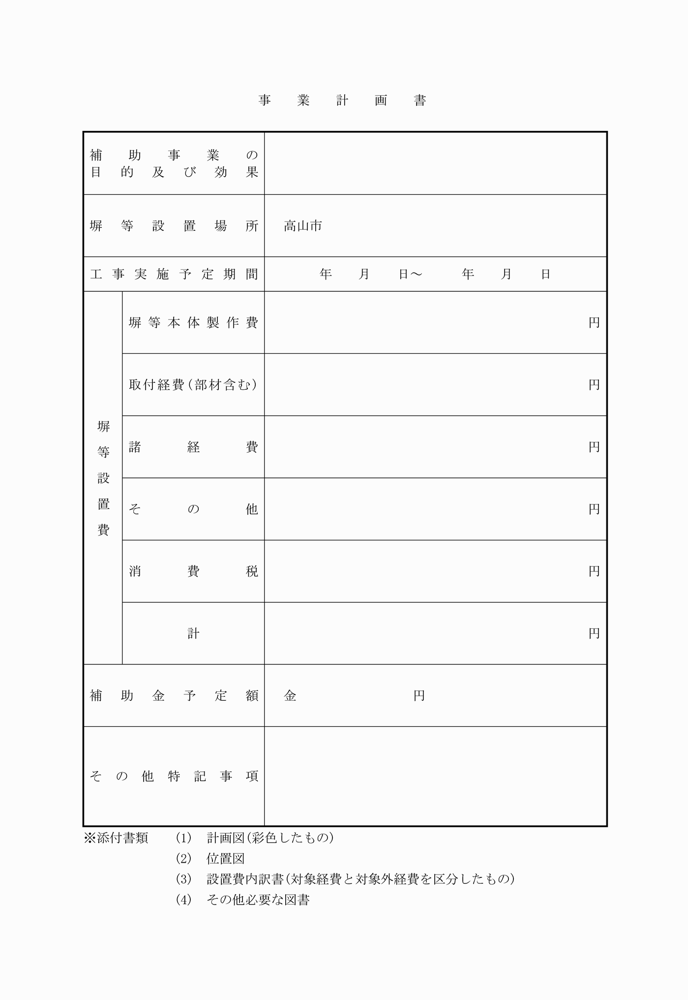 事業計画書
補助事業の
目的及び効果
塀等設置場所 高山市
工事実施予定期間 年 月 日～ 年 月 日
塀等設置費
塀等本体製作費 円
取付経費(部材含む) 円
諸経費 円
その他 円
消費税 円
計 円
補助金予定額 金 円
その他特記事項
※添付書類 (1) 計画図(彩色したもの)
(2) 位置図
(3) 設置費内訳書(対象経費と対象外経費を区分したもの)
(4) その他必要な図書